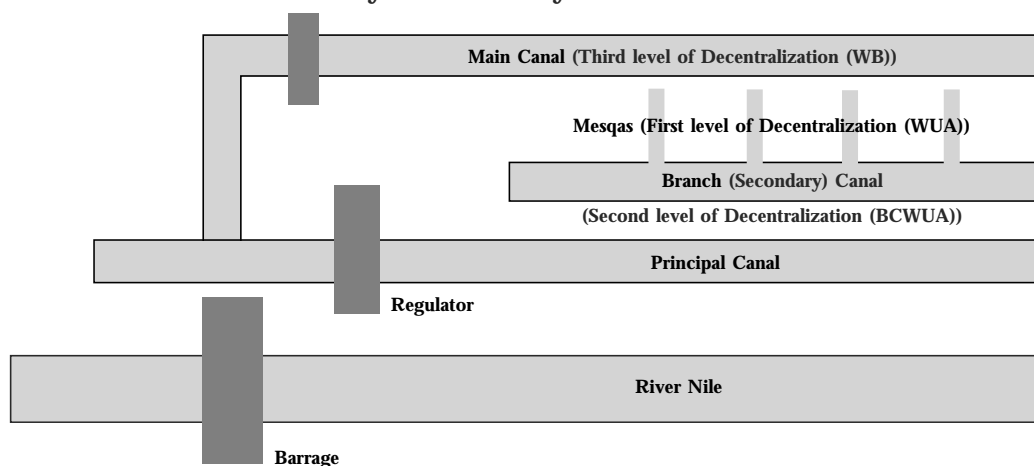 Main Canal (Third level of Decentralization (WB))
Mesqas (First level of Decentralization (WUA))
Branch (Secondary) Canal
(Second level of Decentralization (BCWUA))
Principal Canal
Regulator
River Nile
Barrage